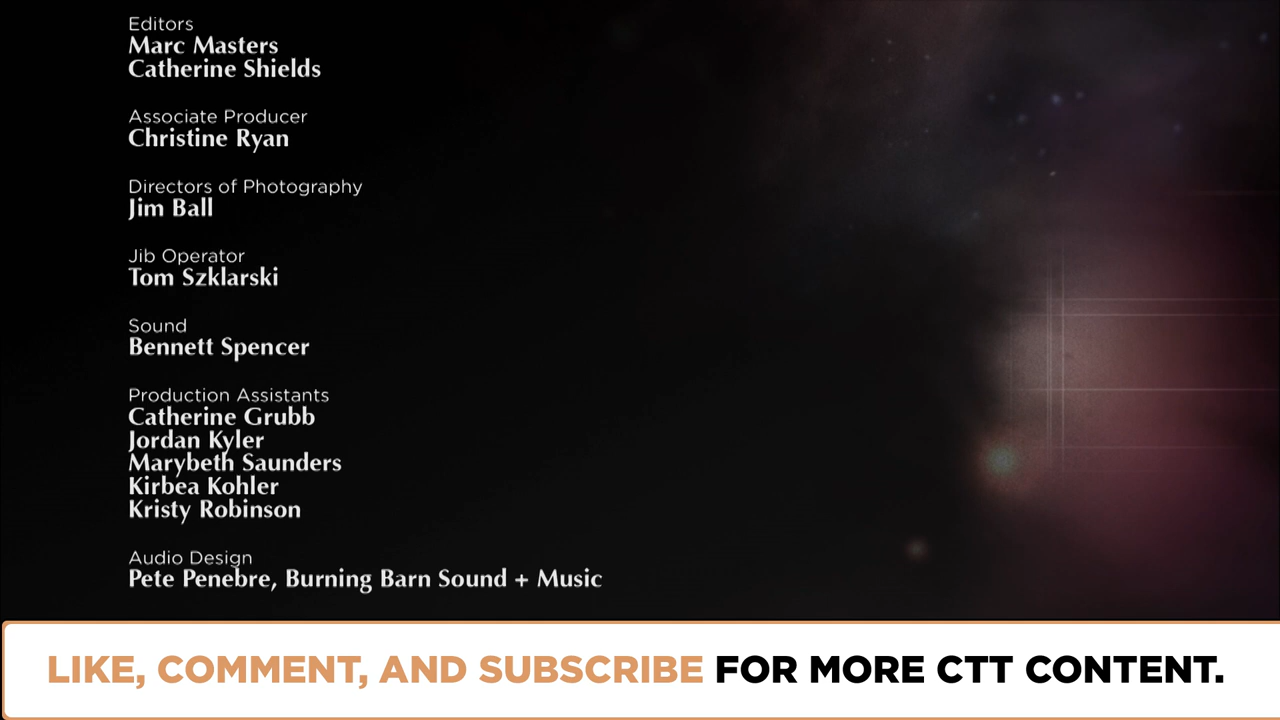 Editors
Marc Masters
Catherine Shields
Associate Producer
Christine Ryan
Directors of Photography
Jim Ball
Jib Operator
Tom Szklarski
Sound
Bennett Spencer
Production Assistants
Catherine Grubb
Jordan Kyler
Marybeth Saunders
Kirbea Kohler
Kristy Robinson
Audio Design
Pete Penebre, Burning Barn Sound + Music
LIKE, COMMENT, AND SUBSCRIBE FOR MORE CTT CONTENT.